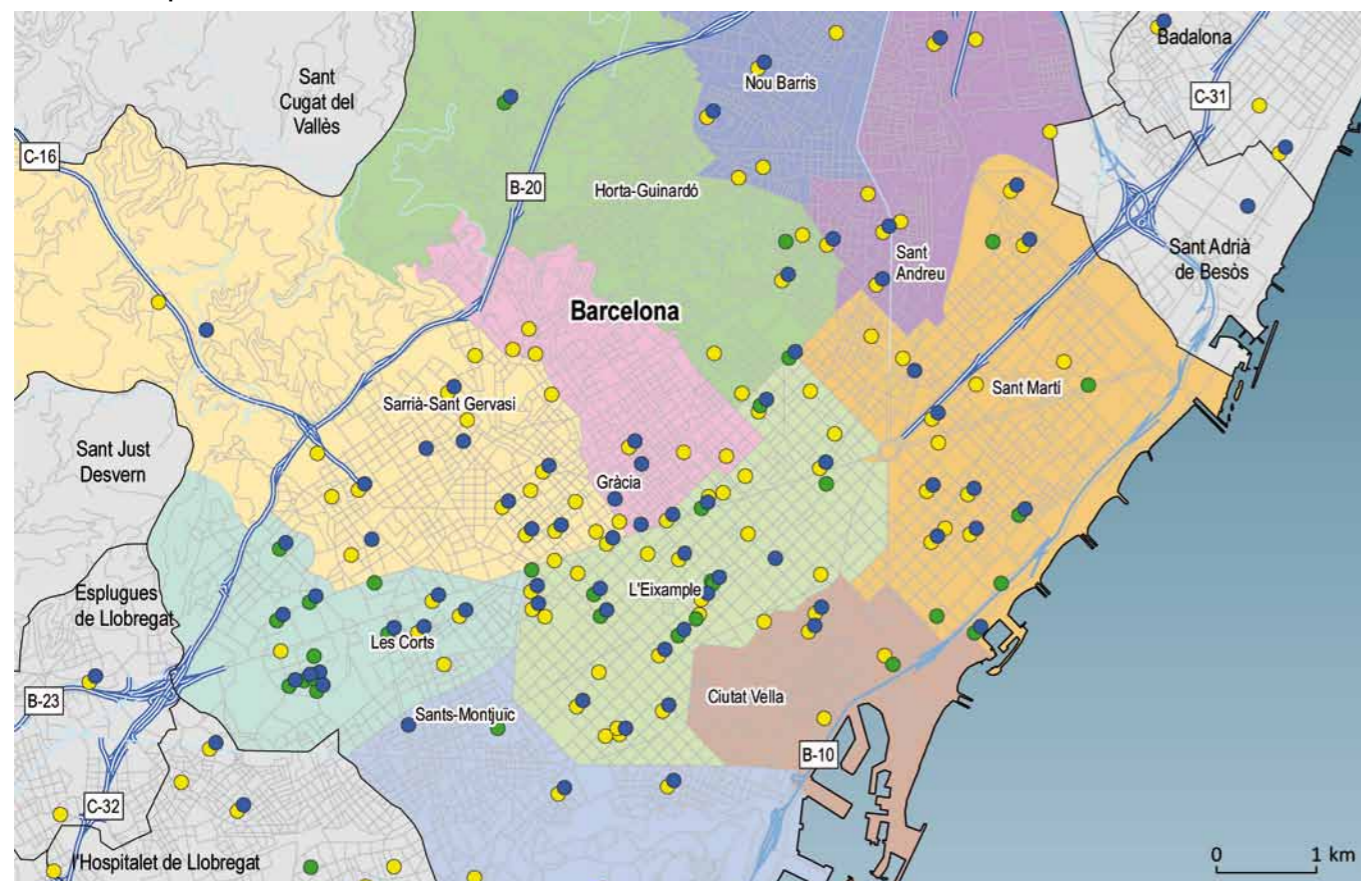 Badalona
Nou Barris
Sant
Cugat del
Vallès
C-31
C-16
B-20
Horta-Guinardó
Sant
Andreu
Sant Adrià
de Besòs
Barcelona
Sant Martí
Sarrià-Sant Gervasi
Sant Just
Desvern
Gràcia
L'Eixample
Esplugues
de Llobregat
Les Corts
Ciutat Vella
B-23
Sants-Montjuïc
B-10
C-32
l'Hospitalet de Llobregat
0 1 km